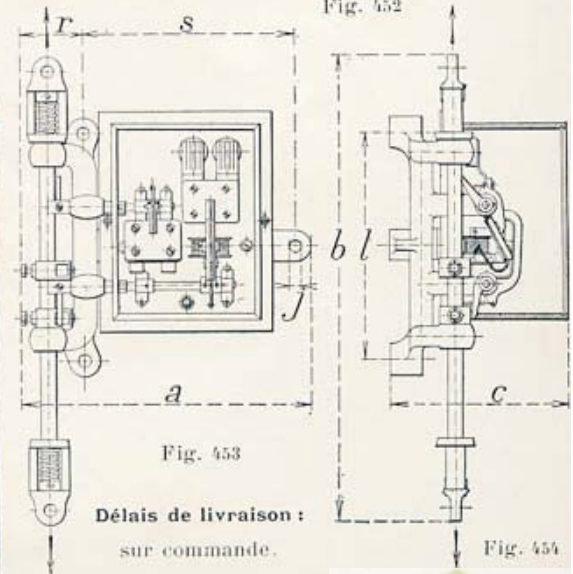 Fig. 452
r
s
b
l
j
a
c
Fig. 453
Délais de livraison :
sur commande.
Fig. 454